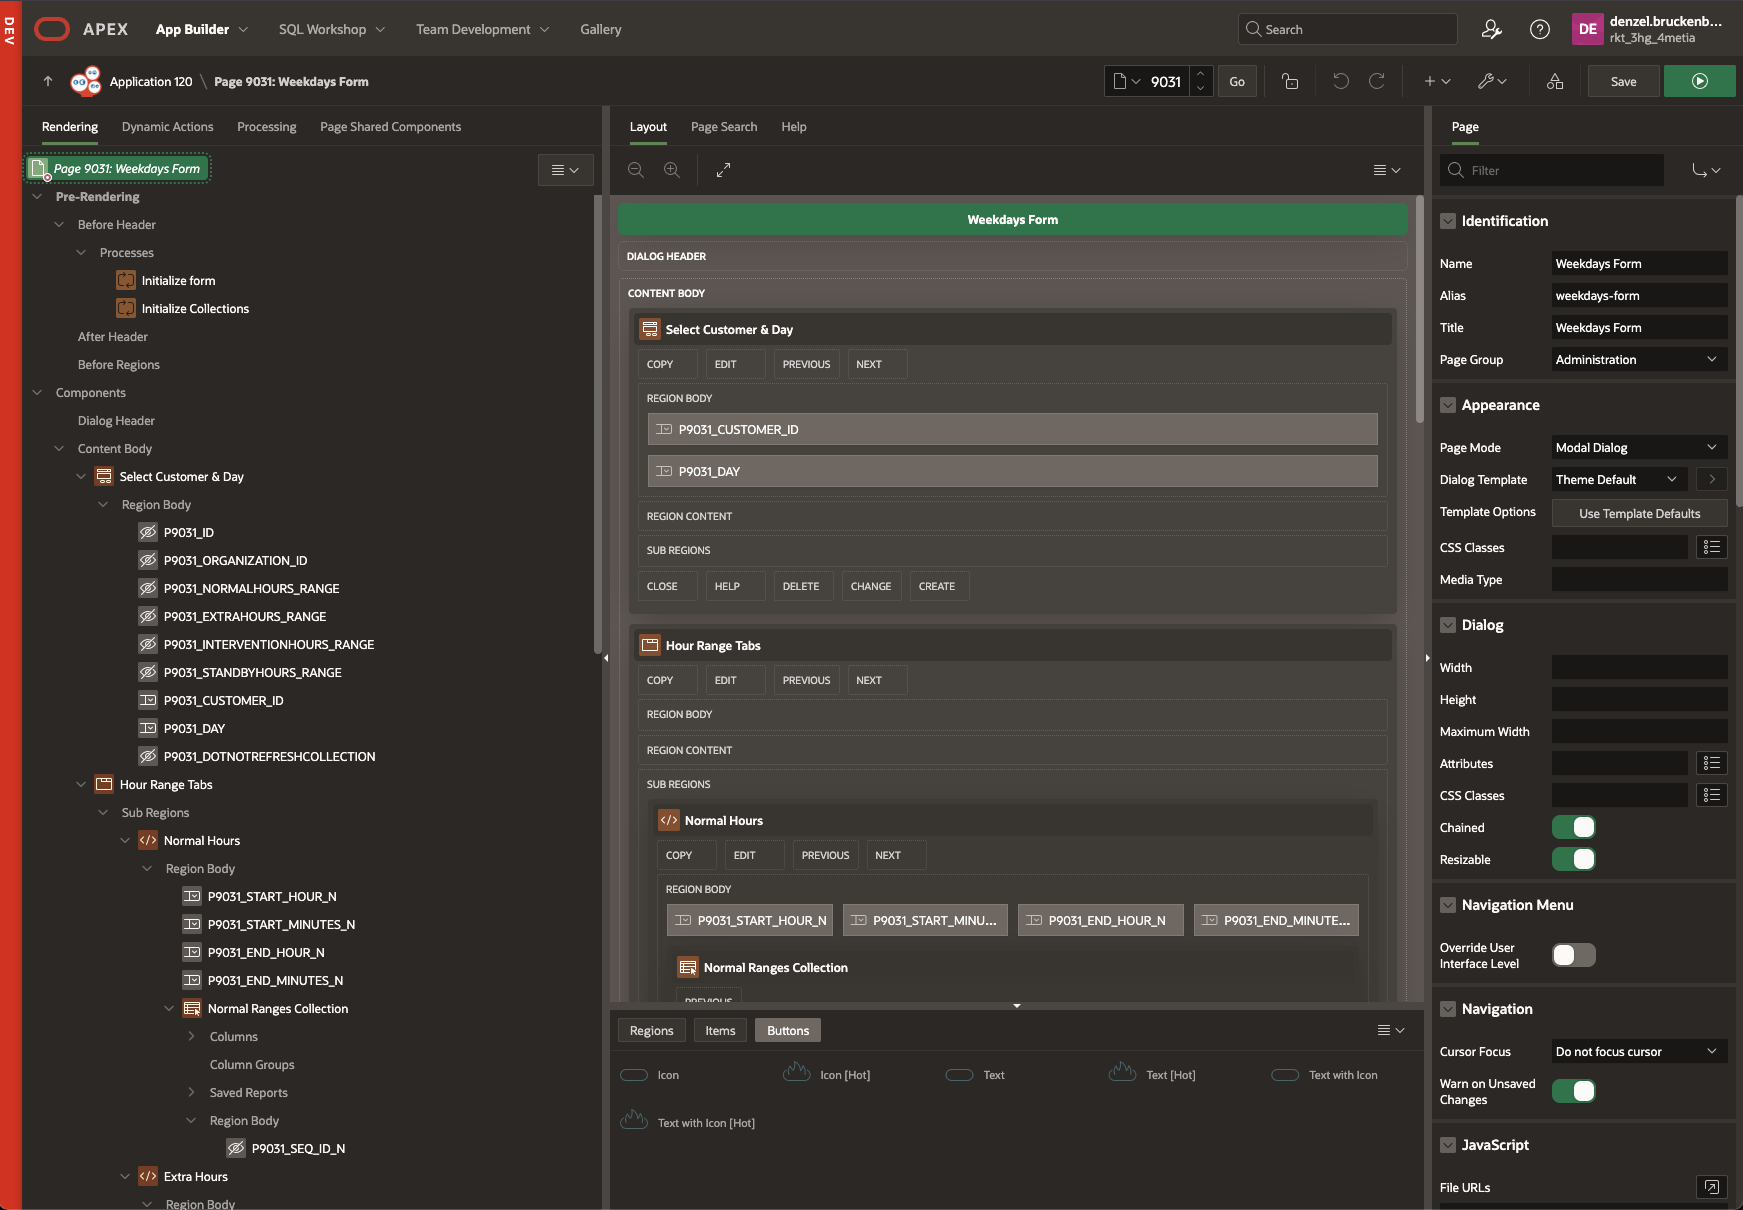 DEV
APEX
App Builder
SQL Workshop
Team Development
Gallery
Search
DE
denzel.bruckenb...
rkt_3hg_4metia
Application 120 \ Page 9031: Weekdays Form
9031
Go
Save
Rendering
Dynamic Actions
Processing
Page Shared Components
Page 9031: Weekdays Form
Pre-Rendering
Before Header
Processes
Initialize form
Initialize Collections
After Header
Before Regions
Components
Dialog Header
Content Body
Select Customer & Day
Region Body
P9031_ID
P9031_ORGANIZATION_ID
P9031_NORMALHOURS_RANGE
P9031_EXTRAHOURS_RANGE
P9031_INTERVENTIONHOURS_RANGE
P9031_STANDBYHOURS_RANGE
P9031_CUSTOMER_ID
P9031_DAY
P9031_DOTNOTREFRESHCOLLECTION
Hour Range Tabs
Sub Regions
Normal Hours
Region Body
P9031_START_HOUR_N
P9031_START_MINUTES_N
P9031_END_HOUR_N
P9031_END_MINUTES_N
Normal Ranges Collection
Columns
Column Groups
Saved Reports
Region Body
P9031_SEQ_ID_N
Extra Hours
Region Body
Layout
Page Search
Help
Weekdays Form
DIALOG HEADER
CONTENT BODY
Select Customer & Day
COPY
EDIT
PREVIOUS
NEXT
REGION BODY
P9031_CUSTOMER_ID
P9031_DAY
REGION CONTENT
SUB REGIONS
CLOSE
HELP
DELETE
CHANGE
CREATE
Hour Range Tabs
COPY
EDIT
PREVIOUS
NEXT
REGION BODY
REGION CONTENT
SUB REGIONS
Normal Hours
COPY
EDIT
PREVIOUS
NEXT
REGION BODY
P9031_START_HOUR_N
P9031_START_MINU...
P9031_END_HOUR_N
P9031_END_MINUTE...
Normal Ranges Collection
PREVIOUS
Regions
Items
Buttons
Icon
Icon [Hot]
Text
Text [Hot]
Text with Icon
Text with Icon [Hot]
Page
Filter
Identification
Name
Weekdays Form
Alias
weekdays-form
Title
Weekdays Form
Page Group
Administration
Appearance
Page Mode
Modal Dialog
Dialog Template
Theme Default
Template Options
Use Template Defaults
CSS Classes
Media Type
Dialog
Width
Height
Maximum Width
Attributes
CSS Classes
Chained
Resizable
Navigation Menu
Override User
Interface Level
Navigation
Cursor Focus
Do not focus cursor
Warn on Unsaved
Changes
JavaScript
File URLs